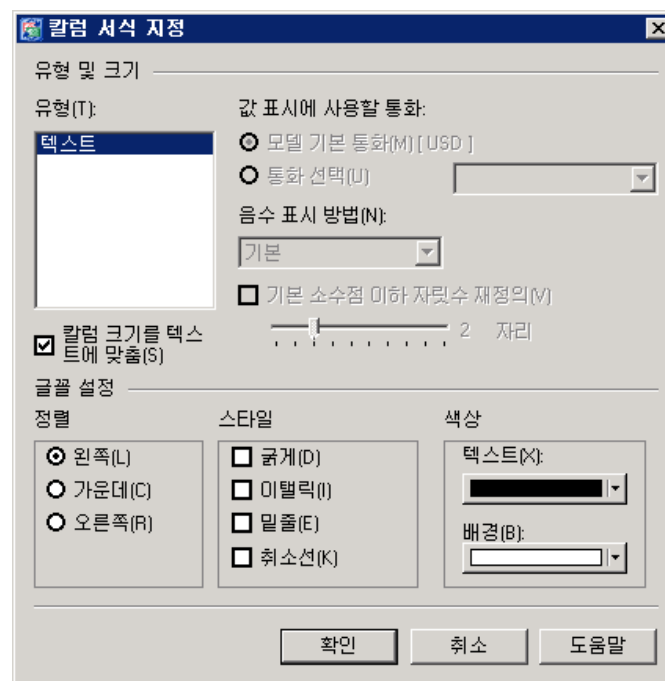 칼럼 서식 지정
유형 및 크기
유형(T):
텍스트
칼럼 크기를 텍스
트에 맞춤(S)
값 표시에 사용할 통화:
모델 기본 통화(M) [ USD ]
통화 선택(U)
음수 표시 방법(N):
기본
기본 소수점 이하 자릿수 재정의(V)
2 자리
글꼴 설정
정렬
왼쪽(L)
가운데(C)
오른쪽(R)
스타일
굵게(D)
이탤릭(I)
밑줄(E)
취소선(K)
색상
텍스트(X):
배경(B):
확인
취소
도움말